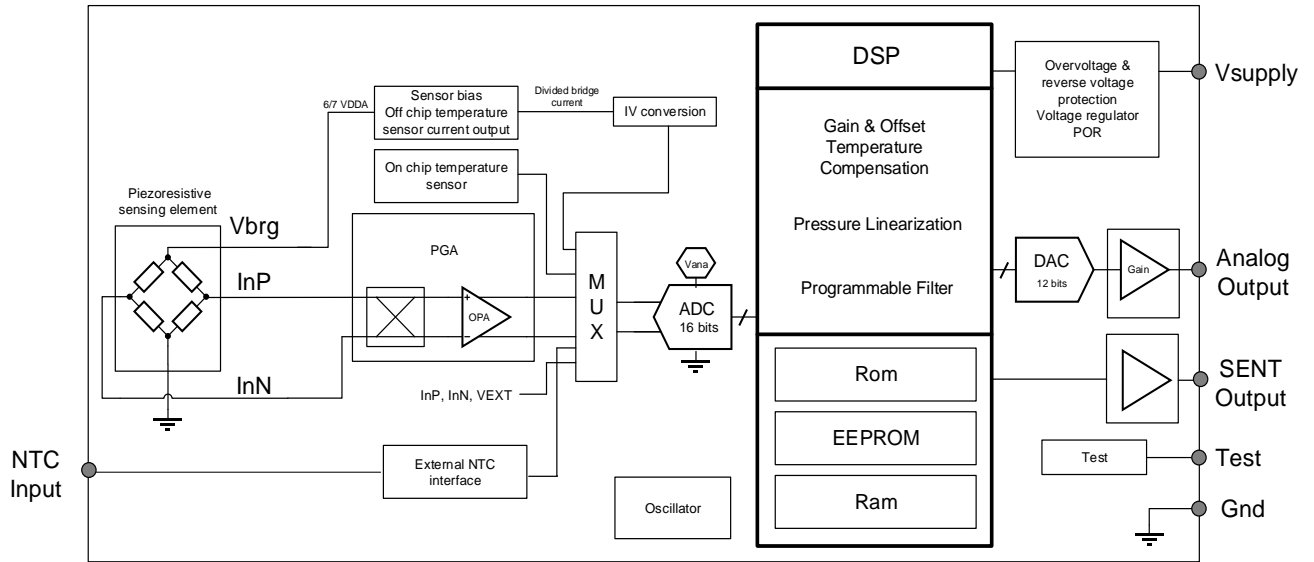 DSP
Overvoltage &
reverse voltage
protection
Voltage regulator
POR
Vsupply
6/7 VDDA
Sensor bias
Off chip temperature
sensor current output
Divided bridge
current
IV conversion
Gain & Offset
Temperature
Compensation
On chip temperature
sensor
Piezoresistive
sensing element
Vbrg
PGA
Pressure Linearization
InP
OPA
+
−
M
U
X
Vana
ADC
16 bits
Programmable Filter
DAC
12 bits
Gain
Analog
Output
InN
InP, InN, VEXT
Rom
SENT
Output
EEPROM
NTC
Input
External NTC
interface
Test
Test
Oscillator
Ram
Gnd